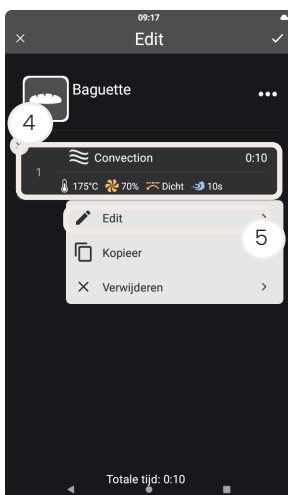 09:17
Edit
Baguette
4
1 Convection 0:10
175°C 70% Dicht 10s
Edit
5
Kopieer
Verwijderen
Totale tijd: 0:10